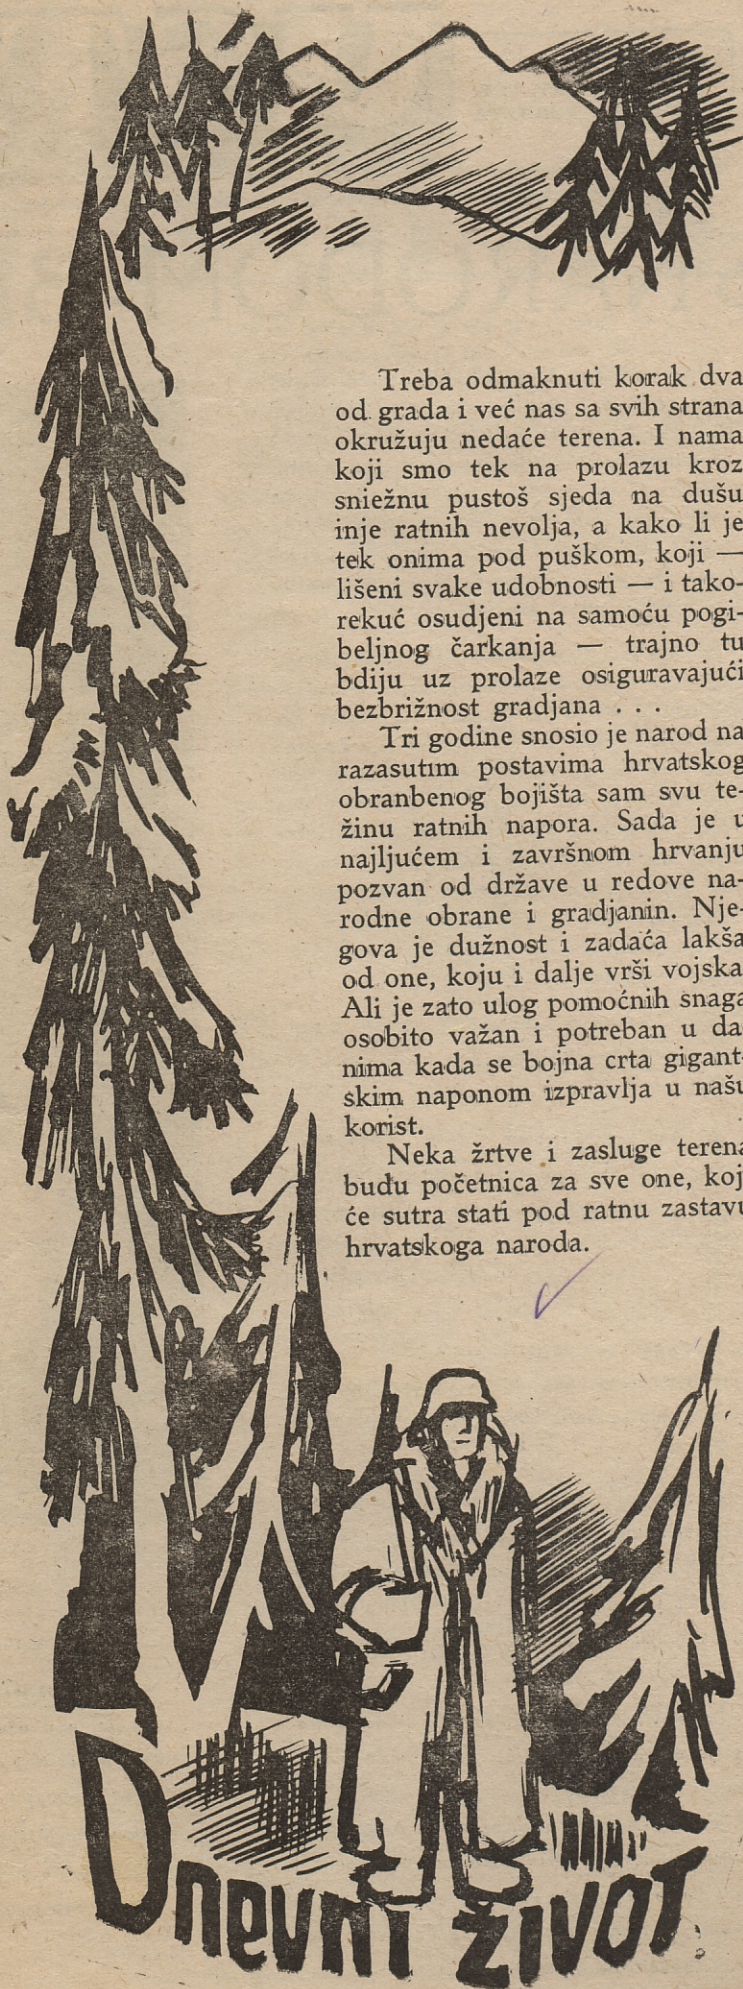 Treba odmaknuti korak dva
od grada i već nas sa svih strana
okružuju nedaće terena. I nama
koji smo tek na prolazu kroz
sniežnu pustoš sjeda na dušu
inje ratnih nevolja, a kako li je
tek onima pod puškom, koji —
lišeni svake udobnosti — i tako-
rekuć osudjeni na samoću pogi-
beljnog čarkanja — trajno tu
bdiju uz prolaze osiguravajući
bezbrižnost gradjana . . .
Tri godine snosio je narod na
razasutim postavima hrvatskog
obranbenog bojišta sam svu te-
žinu ratnih napora. Sada je u
najljućem i završnom hrvanju
pozvan od države u redove na-
rodne obrane i gradjanin. Nje-
gova je dužnost i zadaća lakša
od one, koju i dalje vrši vojska
Ali je zato ulog pomoćnih snaga
osobito važan i potreban u da
nima kada se bojna crta gigant-
skim naponom izpravlja u našu
korist.
Neka žrtve i zasluge terena
budu početnica za sve one, koj
će sutra stati pod ratnu zastavu
hrvatskoga naroda.
Dnevni život